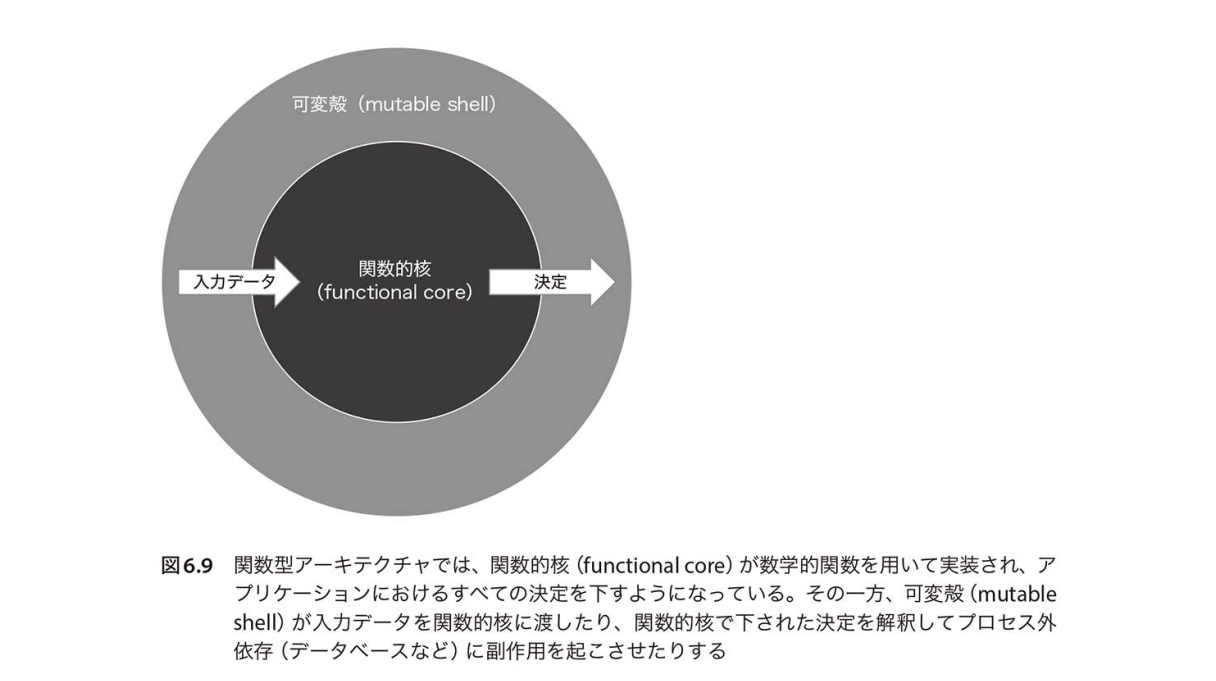 可変殻（mutable shell）
入力データ
関数的核
（functional core）
決定
図6.9 関数型アーキテクチャでは、関数的核（functional core）が数学的関数を用いて実装され、ア
プリケーションにおけるすべての決定を下すようになっている。その一方、可変殻（mutable
shell）が入力データを関数的核に渡したり、関数的核で下された決定を解釈してプロセス外
依存（データベースなど）に副作用を起こさせたりする